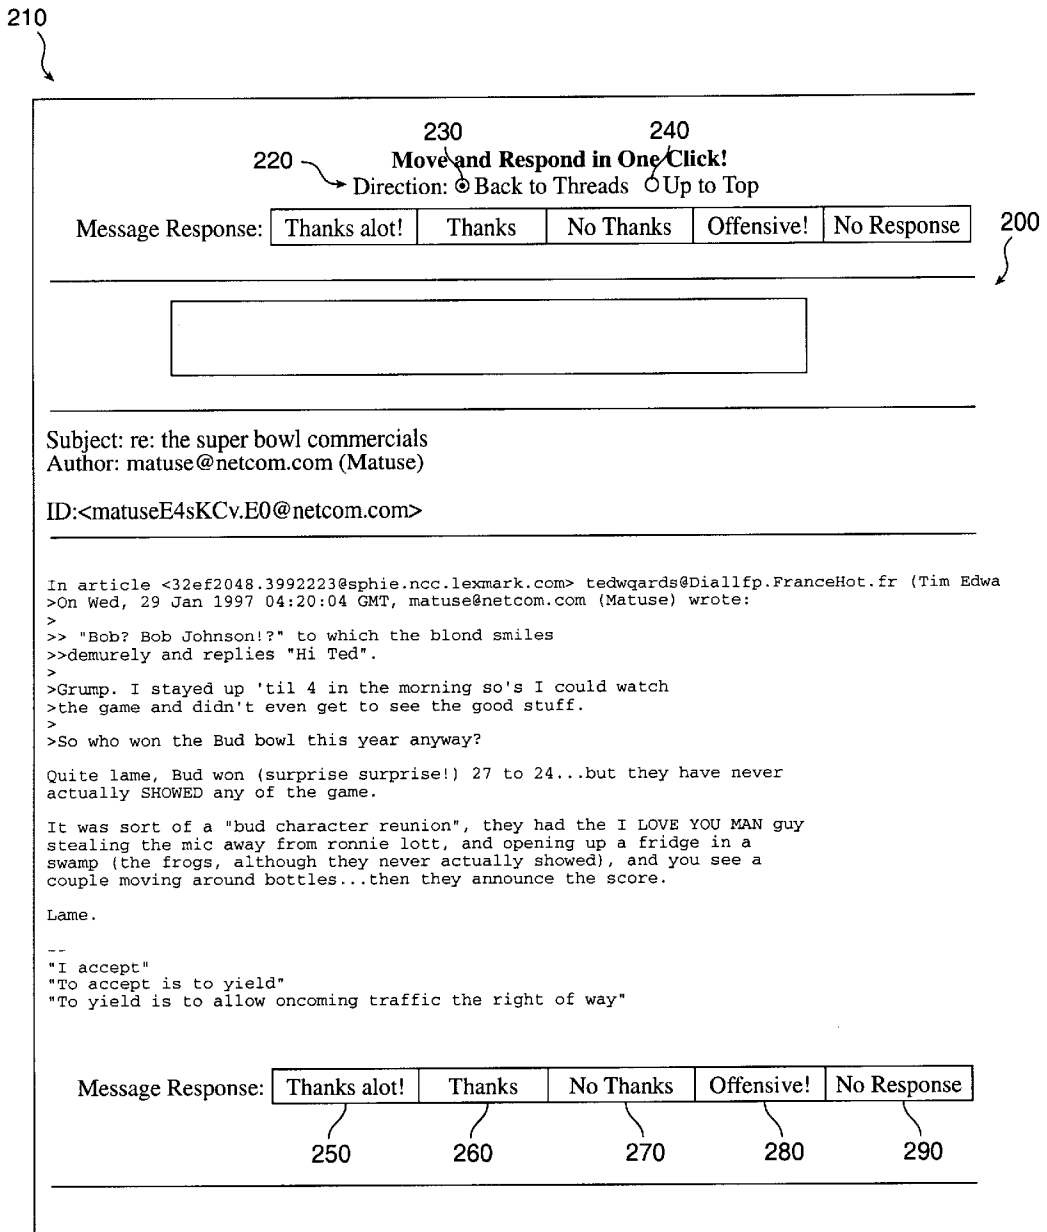 210
230 240
Move and Respond in One Click!
220 Direction: Back to Threads Up to Top
Message Response: Thanks alot! Thanks No Thanks Offensive! No Response
200
Subject: re: the super bowl commercials
Author: matuse@netcom.com (Matuse)
ID:<matuseE4sKCv.E0@netcom.com>
In article <32ef2048.3992223@sphie.ncc.lexmark.com> tedwqards@Diallfp.FranceHot.fr (Tim Edwa
>On Wed, 29 Jan 1997 04:20:04 GMT, matuse@netcom.com (Matuse) wrote:
>
>> "Bob? Bob Johnson!?" to which the blond smiles
>>demurely and replies "Hi Ted".
>
>Grump. I stayed up 'til 4 in the morning so's I could watch
>the game and didn't even get to see the good stuff.
>
>So who won the Bud bowl this year anyway?
Quite lame, Bud won (surprise surprise!) 27 to 24...but they have never
actually SHOWED any of the game.
It was sort of a "bud character reunion", they had the I LOVE YOU MAN guy
stealing the mic away from ronnie lott, and opening up a fridge in a
swamp (the frogs, although they never actually showed), and you see a
couple moving around bottles...then they announce the score.
Lame.
--
"I accept"
"To accept is to yield"
"To yield is to allow oncoming traffic the right of way"
Message Response: Thanks alot! Thanks No Thanks Offensive! No Response
250 260 270 280 290